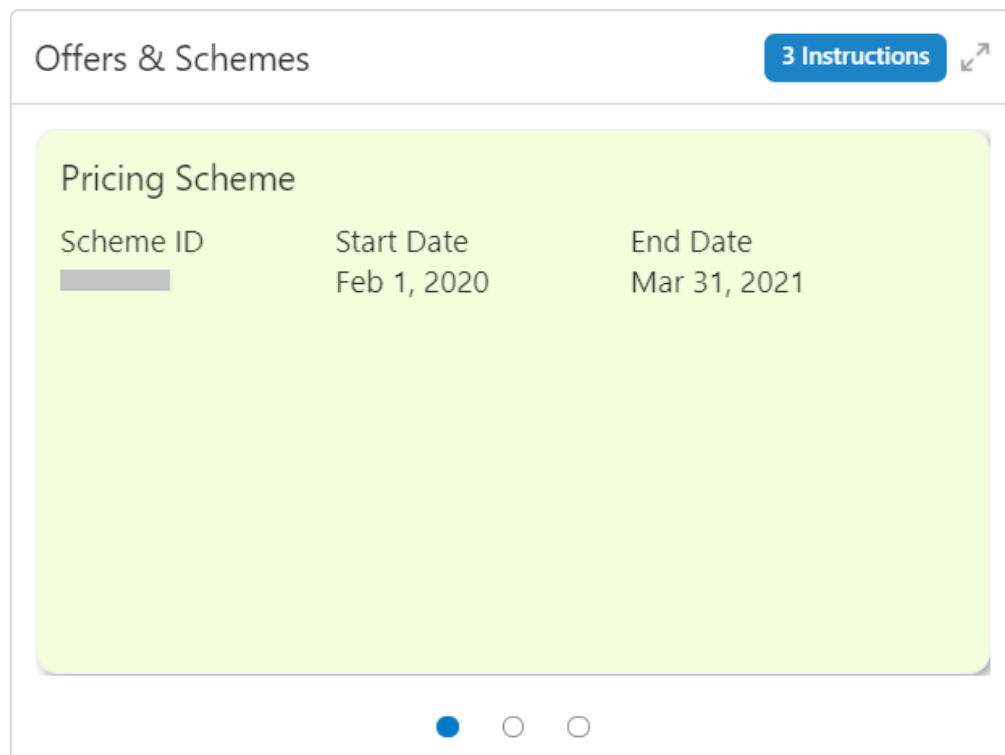 Offers & Schemes
3 Instructions
Pricing Scheme
Scheme ID Start Date End Date
Feb 1, 2020 Mar 31, 2021